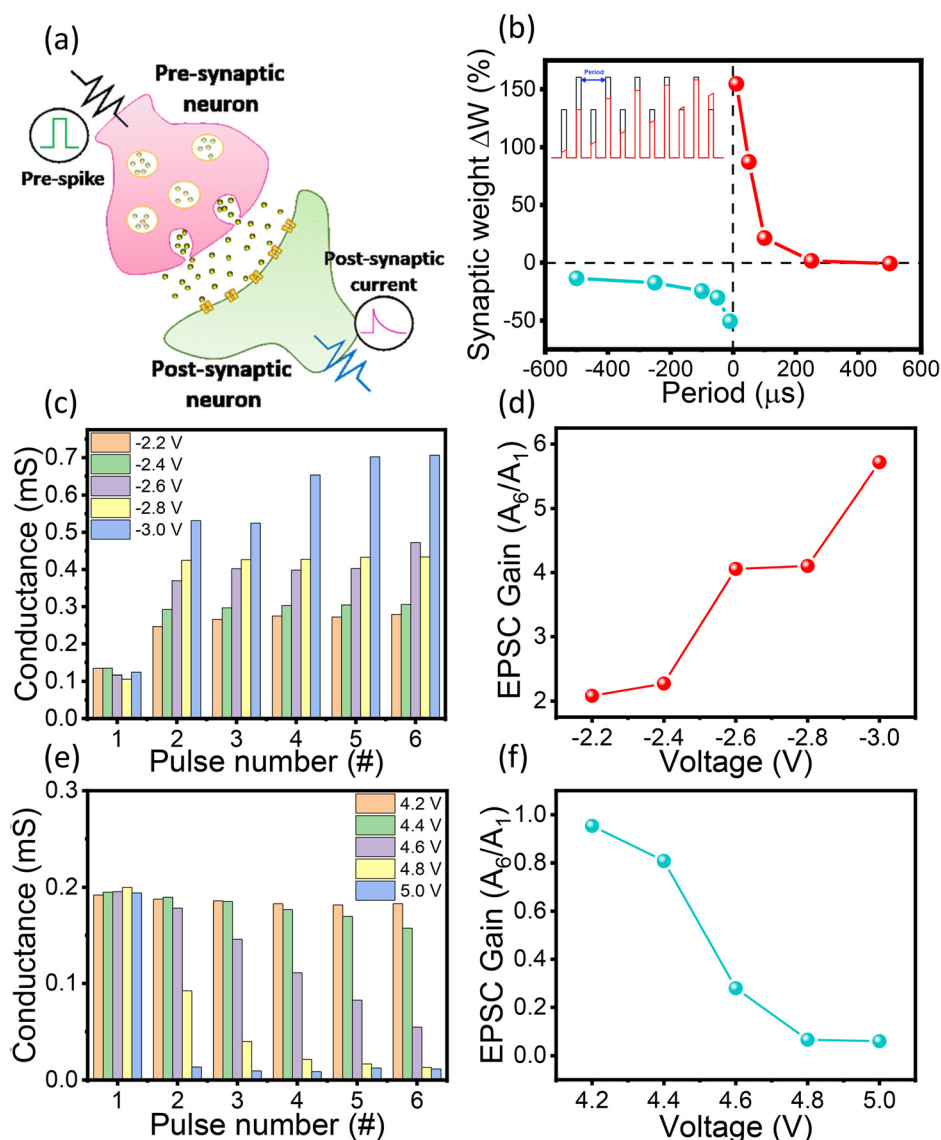 (a)
Pre-synaptic
neuron
Pre-spike
Post-synaptic
current
Post-synaptic
neuron
(b)
Synaptic weight ΔW (%)
150
100
50
0
-50
Period
-600 -400 -200 0 200 400 600
Period (μs)
(c)
Conductance (mS)
0.7
0.6
0.5
0.4
0.3
0.2
0.1
0.0
-2.2 V
-2.4 V
-2.6 V
-2.8 V
-3.0 V
1 2 3 4 5 6
Pulse number (#)
(d)
EPSC Gain (A₆/A₁)
6
5
4
3
2
-2.2 -2.4 -2.6 -2.8 -3.0
Voltage (V)
(e)
Conductance (mS)
0.3
0.2
0.1
0.0
4.2 V
4.4 V
4.6 V
4.8 V
5.0 V
1 2 3 4 5 6
Pulse number (#)
(f)
EPSC Gain (A₆/A₁)
1.0
0.8
0.6
0.4
0.2
0.0
4.2 4.4 4.6 4.8 5.0
Voltage (V)